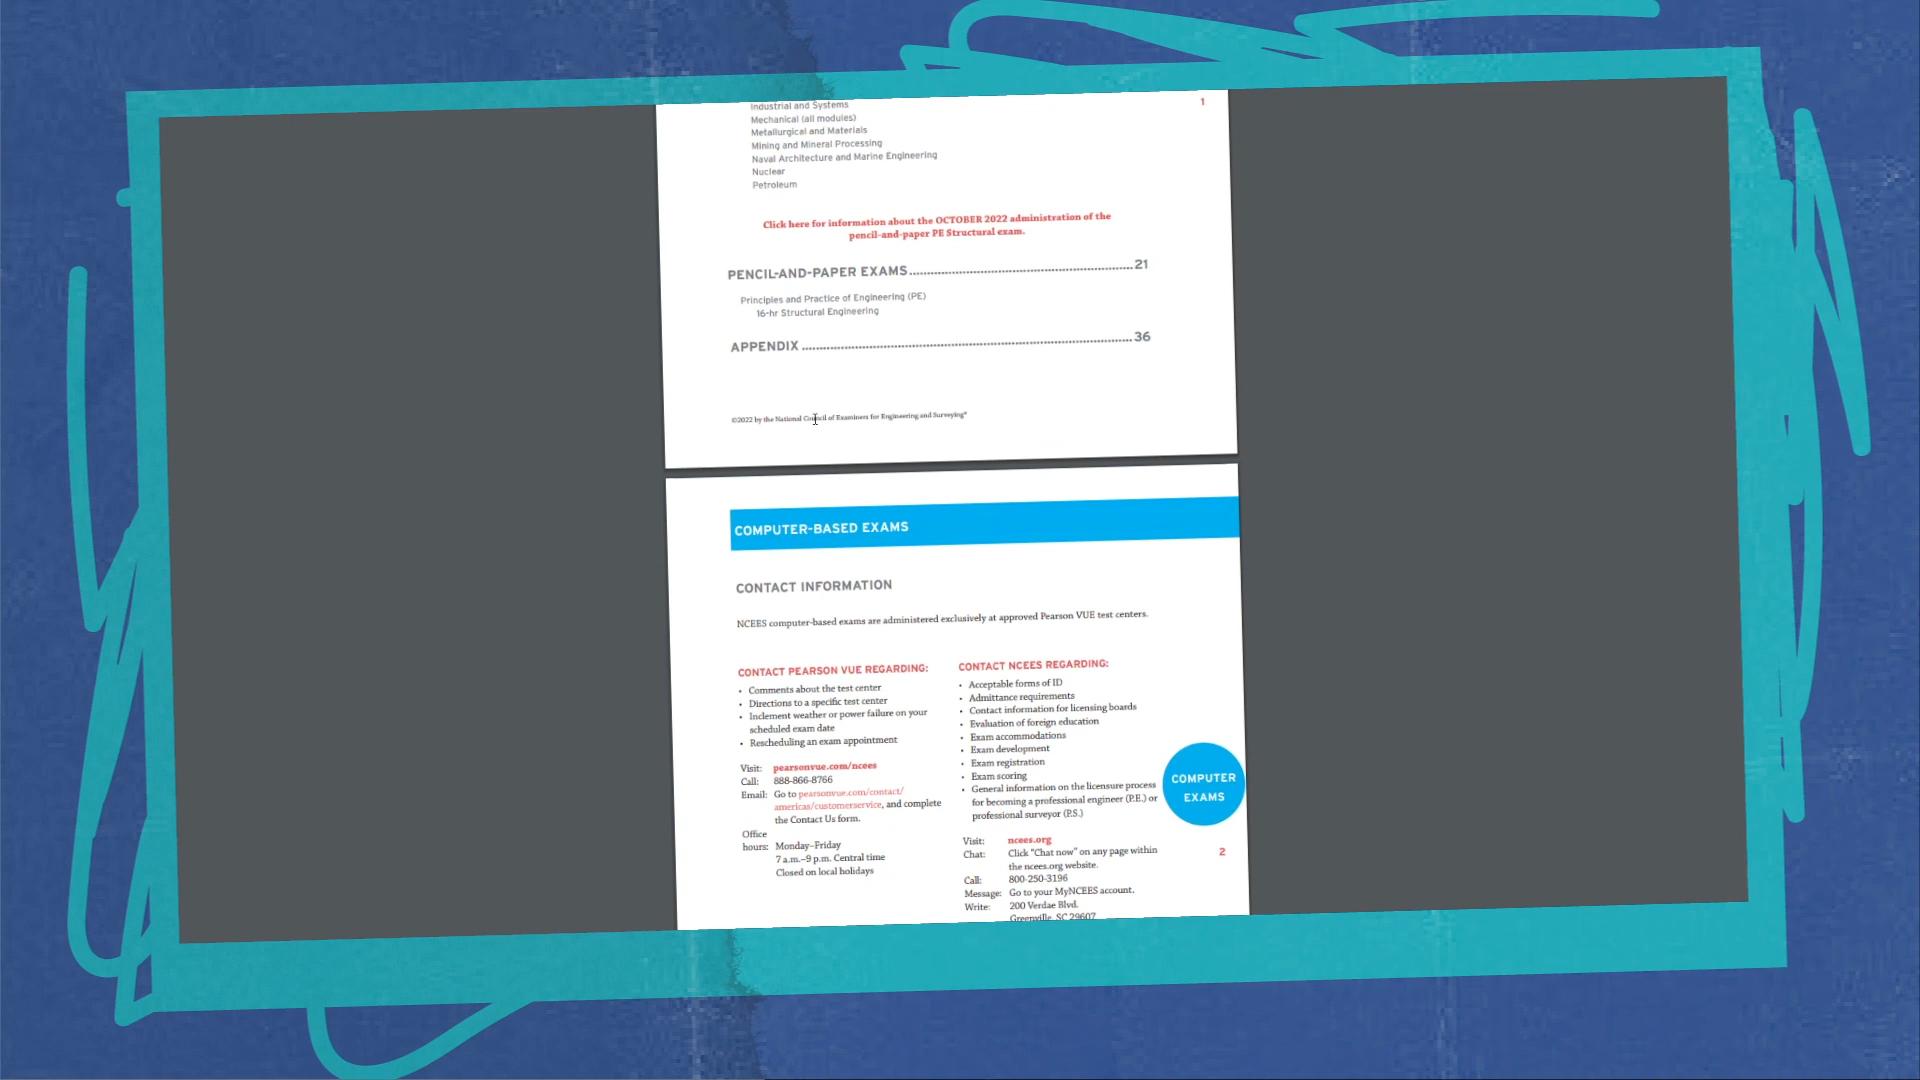 Industrial and Systems
1
Mechanical (all modules)
Metallurgical and Materials
Mining and Mineral Processing
Naval Architecture and Marine Engineering
Nuclear
Petroleum
Click here for information about the OCTOBER 2022 administration of the
pencil-and-paper PE Structural exam.
PENCIL-AND-PAPER EXAMS ........................................................................ 21
Principles and Practice of Engineering (PE)
16-hr Structural Engineering
APPENDIX ........................................................................ 36
©2022 by the National Council of Examiners for Engineering and Surveying®
COMPUTER-BASED EXAMS
CONTACT INFORMATION
NCEES computer-based exams are administered exclusively at approved Pearson VUE test centers.
CONTACT PEARSON VUE REGARDING:
• Comments about the test center
• Directions to a specific test center
• Inclement weather or power failure on your
scheduled exam date
• Rescheduling an exam appointment
Visit: pearsonvue.com/ncees
Call: 888-866-8766
Email: Go to pearsonvue.com/contact/
americas/customerservice, and complete
the Contact Us form.
Office
hours: Monday–Friday
7 a.m.–9 p.m. Central time
Closed on local holidays
CONTACT NCEES REGARDING:
• Acceptable forms of ID
• Admittance requirements
• Contact information for licensing boards
• Evaluation of foreign education
• Exam accommodations
• Exam development
• Exam registration
• Exam scoring
• General information on the licensure process
for becoming a professional engineer (P.E.) or
professional surveyor (P.S.)
Visit: ncees.org
Chat: Click "Chat now" on any page within
the ncees.org website.
Call: 800-250-3196
Message: Go to your MyNCEES account.
Write: 200 Verdae Blvd.
Greenville, SC 29607
COMPUTER
EXAMS
2